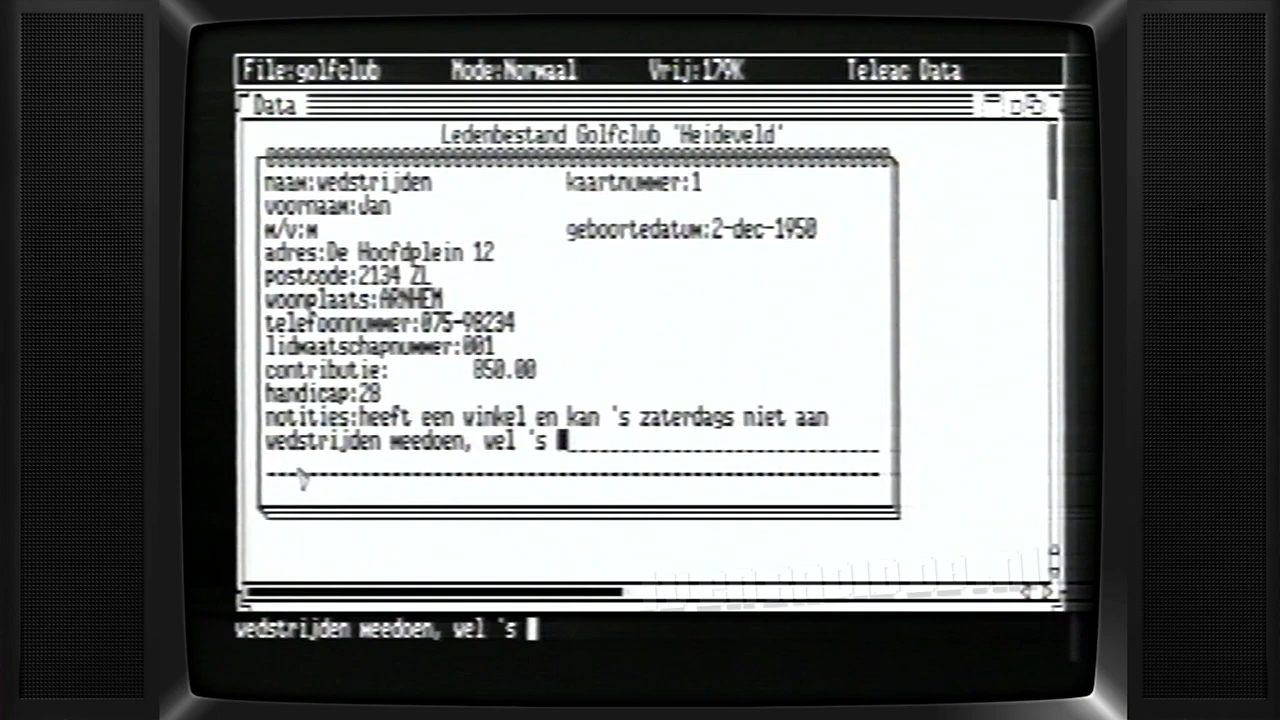 File:golfclub Mode:Normaal Vrij:179K Teleac Data
Data
Ledenbestand Golfclub 'Heideveld'
naam:wedstrijden kaartnummer:1
voornaam:Jan
m/v:m geboortedatum:2-dec-1950
adres:De Hoofdplein 12
postcode:2134 ZL
woonplaats:ARNHEM
telefoonnummer:075-98234
lidmaatschapnummer:001
contributie: 850.00
handicap:28
notities:heeft een winkel en kan 's zaterdags niet aan
wedstrijden meedoen, wel 's
wedstrijden meedoen, wel 's